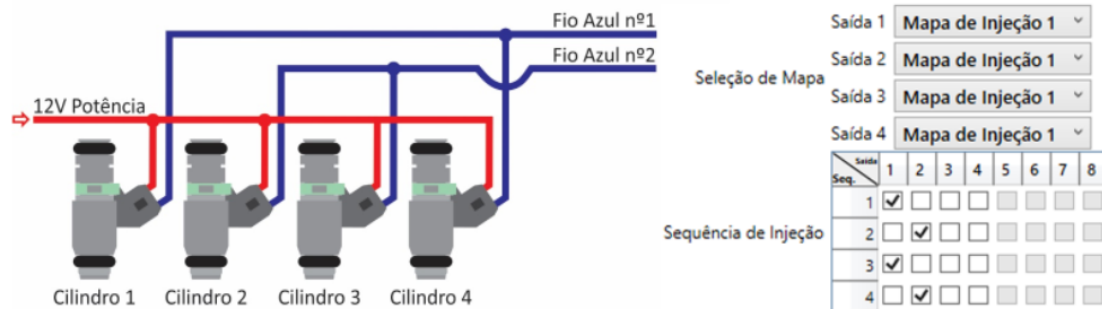 Fio Azul nº1
Fio Azul nº2
12V Potência
Cilindro 1 Cilindro 2 Cilindro 3 Cilindro 4
Seleção de Mapa
Saída 1 Mapa de Injeção 1
Saída 2 Mapa de Injeção 1
Saída 3 Mapa de Injeção 1
Saída 4 Mapa de Injeção 1
Sequência de Injeção
Saída
Seq.
1 2 3 4 5 6 7 8
1
2
3
4